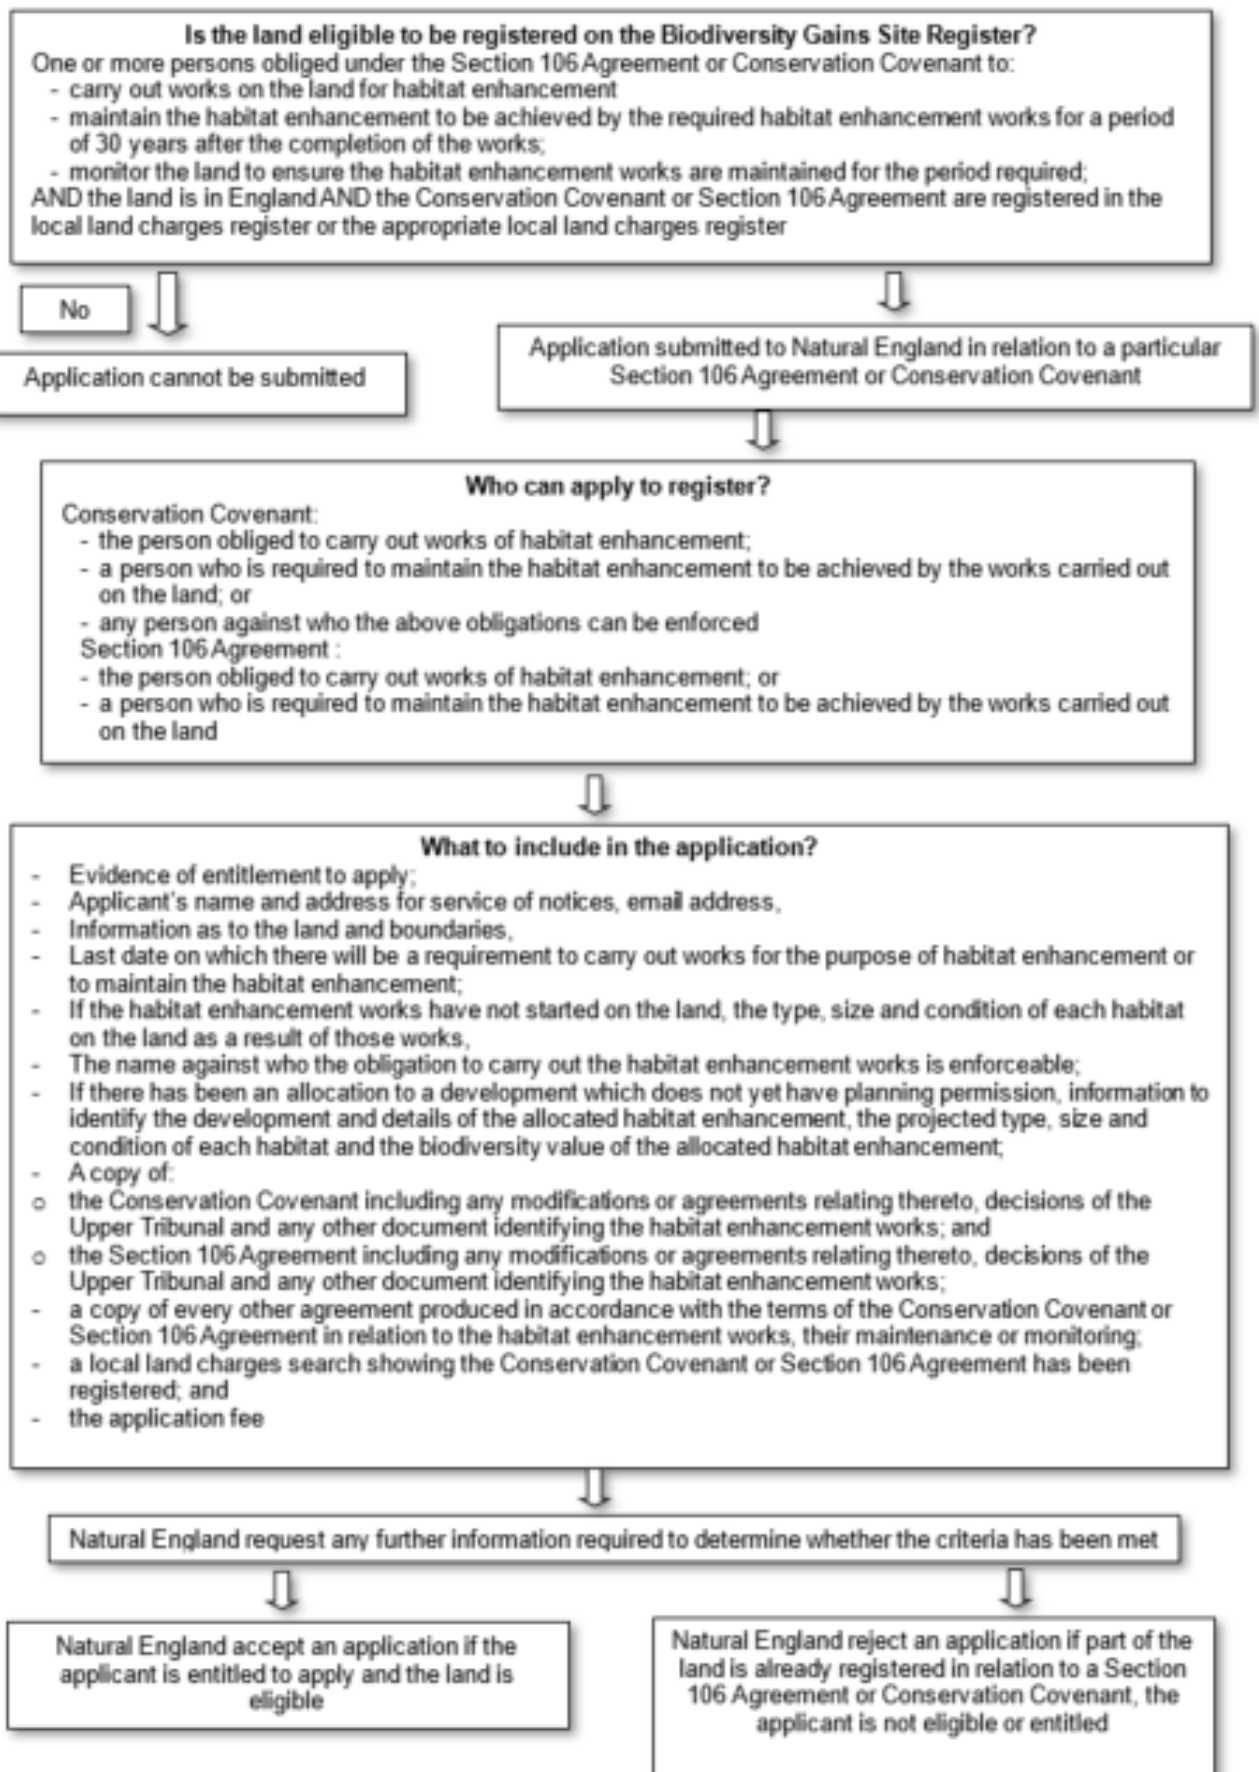 Is the land eligible to be registered on the Biodiversity Gains Site Register?
One or more persons obliged under the Section 106 Agreement or Conservation Covenant to:
- carry out works on the land for habitat enhancement
- maintain the habitat enhancement to be achieved by the required habitat enhancement works for a period
of 30 years after the completion of the works;
- monitor the land to ensure the habitat enhancement works are maintained for the period required;
AND the land is in England AND the Conservation Covenant or Section 106 Agreement are registered in the
local land charges register or the appropriate local land charges register
No
Application cannot be submitted
Application submitted to Natural England in relation to a particular
Section 106 Agreement or Conservation Covenant
Who can apply to register?
Conservation Covenant:
- the person obliged to carry out works of habitat enhancement;
- a person who is required to maintain the habitat enhancement to be achieved by the works carried out
on the land; or
- any person against who the above obligations can be enforced
Section 106 Agreement :
- the person obliged to carry out works of habitat enhancement; or
- a person who is required to maintain the habitat enhancement to be achieved by the works carried out
on the land
What to include in the application?
- Evidence of entitlement to apply;
- Applicant's name and address for service of notices, email address,
- Information as to the land and boundaries,
- Last date on which there will be a requirement to carry out works for the purpose of habitat enhancement or
to maintain the habitat enhancement;
- If the habitat enhancement works have not started on the land, the type, size and condition of each habitat
on the land as a result of those works,
- The name against who the obligation to carry out the habitat enhancement works is enforceable;
- If there has been an allocation to a development which does not yet have planning permission, information to
identify the development and details of the allocated habitat enhancement, the projected type, size and
condition of each habitat and the biodiversity value of the allocated habitat enhancement;
- A copy of:
o the Conservation Covenant including any modifications or agreements relating thereto, decisions of the
Upper Tribunal and any other document identifying the habitat enhancement works; and
o the Section 106 Agreement including any modifications or agreements relating thereto, decisions of the
Upper Tribunal and any other document identifying the habitat enhancement works;
- a copy of every other agreement produced in accordance with the terms of the Conservation Covenant or
Section 106 Agreement in relation to the habitat enhancement works, their maintenance or monitoring;
- a local land charges search showing the Conservation Covenant or Section 106 Agreement has been
registered; and
- the application fee
Natural England request any further information required to determine whether the criteria has been met
Natural England accept an application if the
applicant is entitled to apply and the land is
eligible
Natural England reject an application if part of the
land is already registered in relation to a Section
106 Agreement or Conservation Covenant, the
applicant is not eligible or entitled